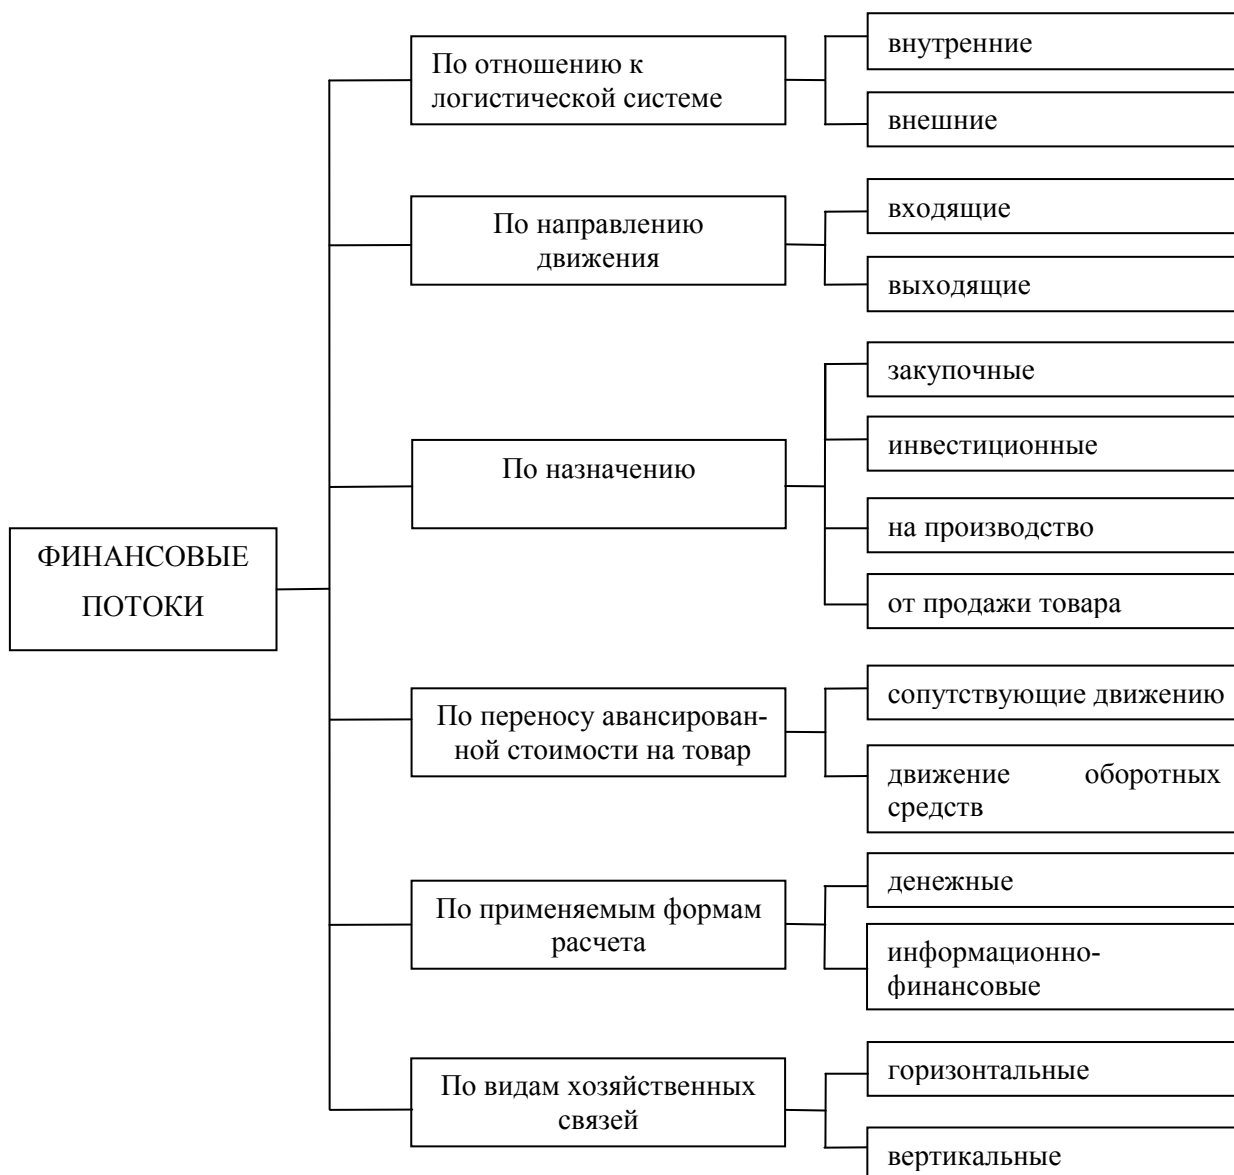 ФИНАНСОВЫЕ
ПОТОКИ
По отношению к
логистической системе
внутренние
внешние
По направлению
движения
входящие
выходящие
По назначению
закупочные
инвестиционные
на производство
от продажи товара
По переносу авансирован-
ной стоимости на товар
сопутствующие движению
движение оборотных
средств
По применяемым формам
расчета
денежные
информационно-
финансовые
По видам хозяйственных
связей
горизонтальные
вертикальные